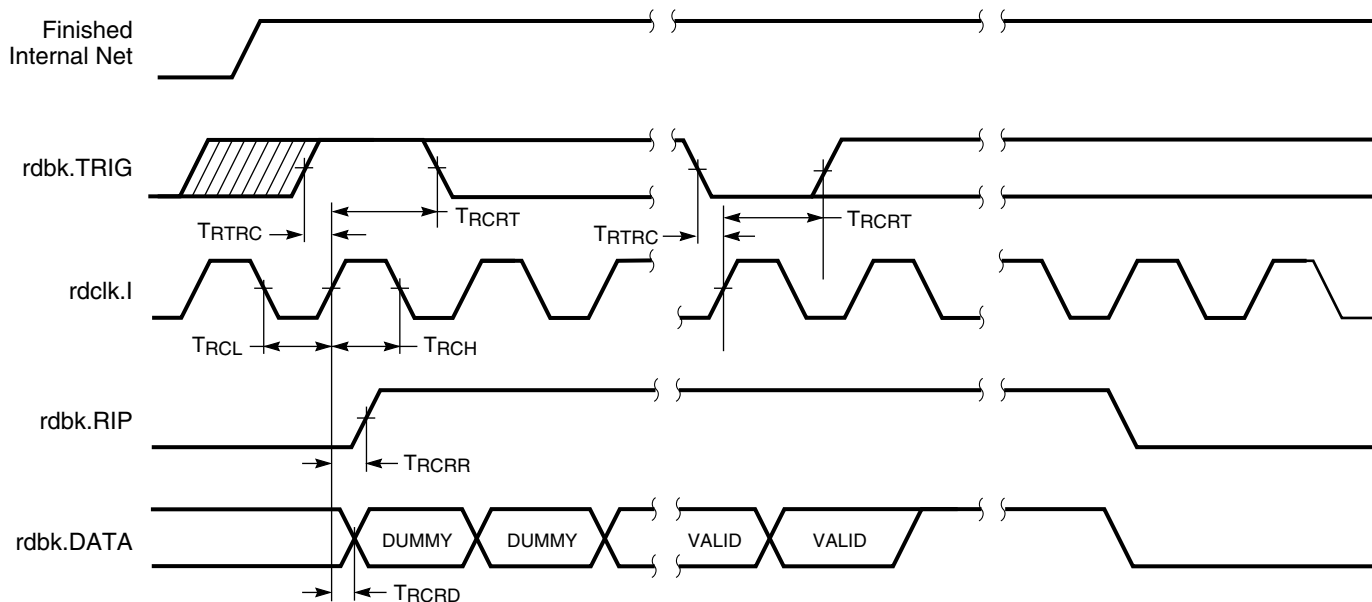 Finished
Internal Net
rdbk.TRIG
TRTRC
TRCRT
TRTRC
TRCRT
rdclk.I
TRCL
TRCH
rdbk.RIP
TRCRR
rdbk.DATA
DUMMY
DUMMY
VALID
VALID
TRCRD